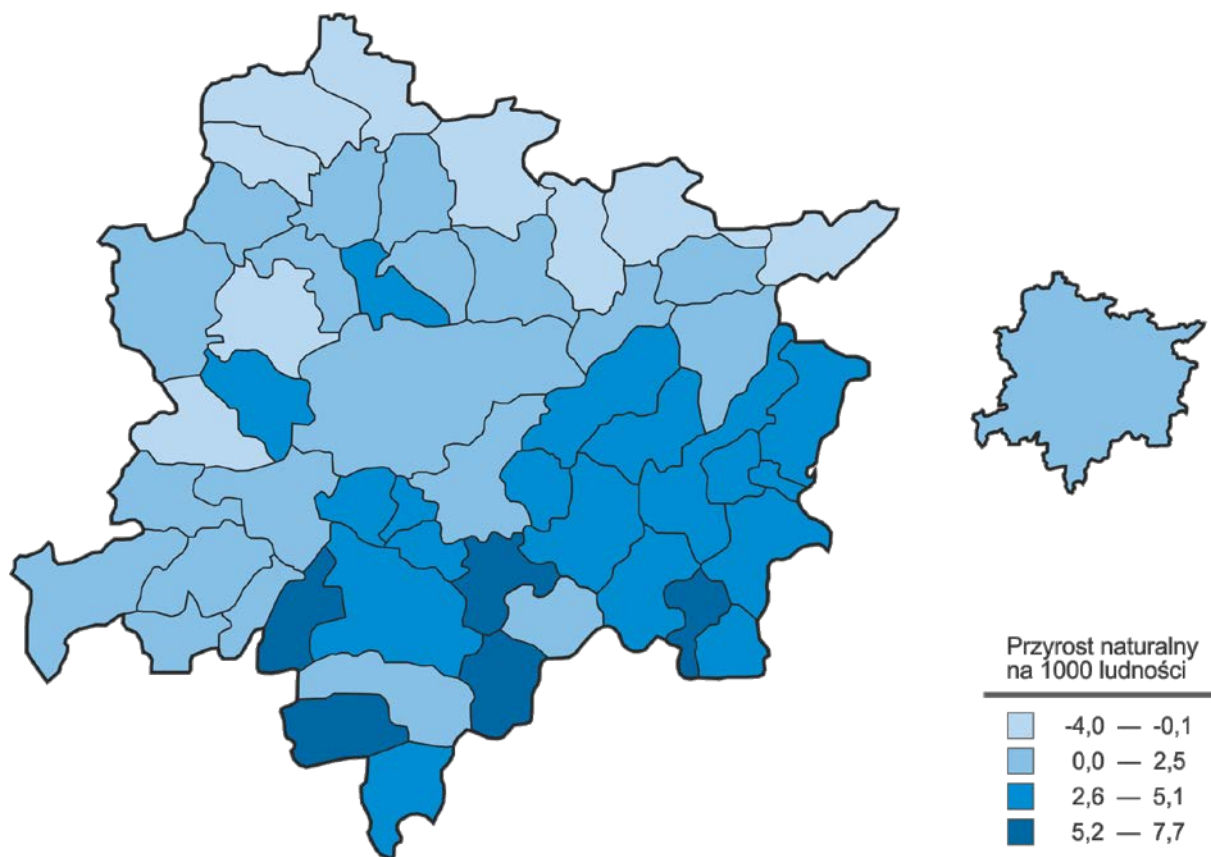 Przyrost naturalny
na 1000 ludności
-4,0 — -0,1
0,0 — 2,5
2,6 — 5,1
5,2 — 7,7